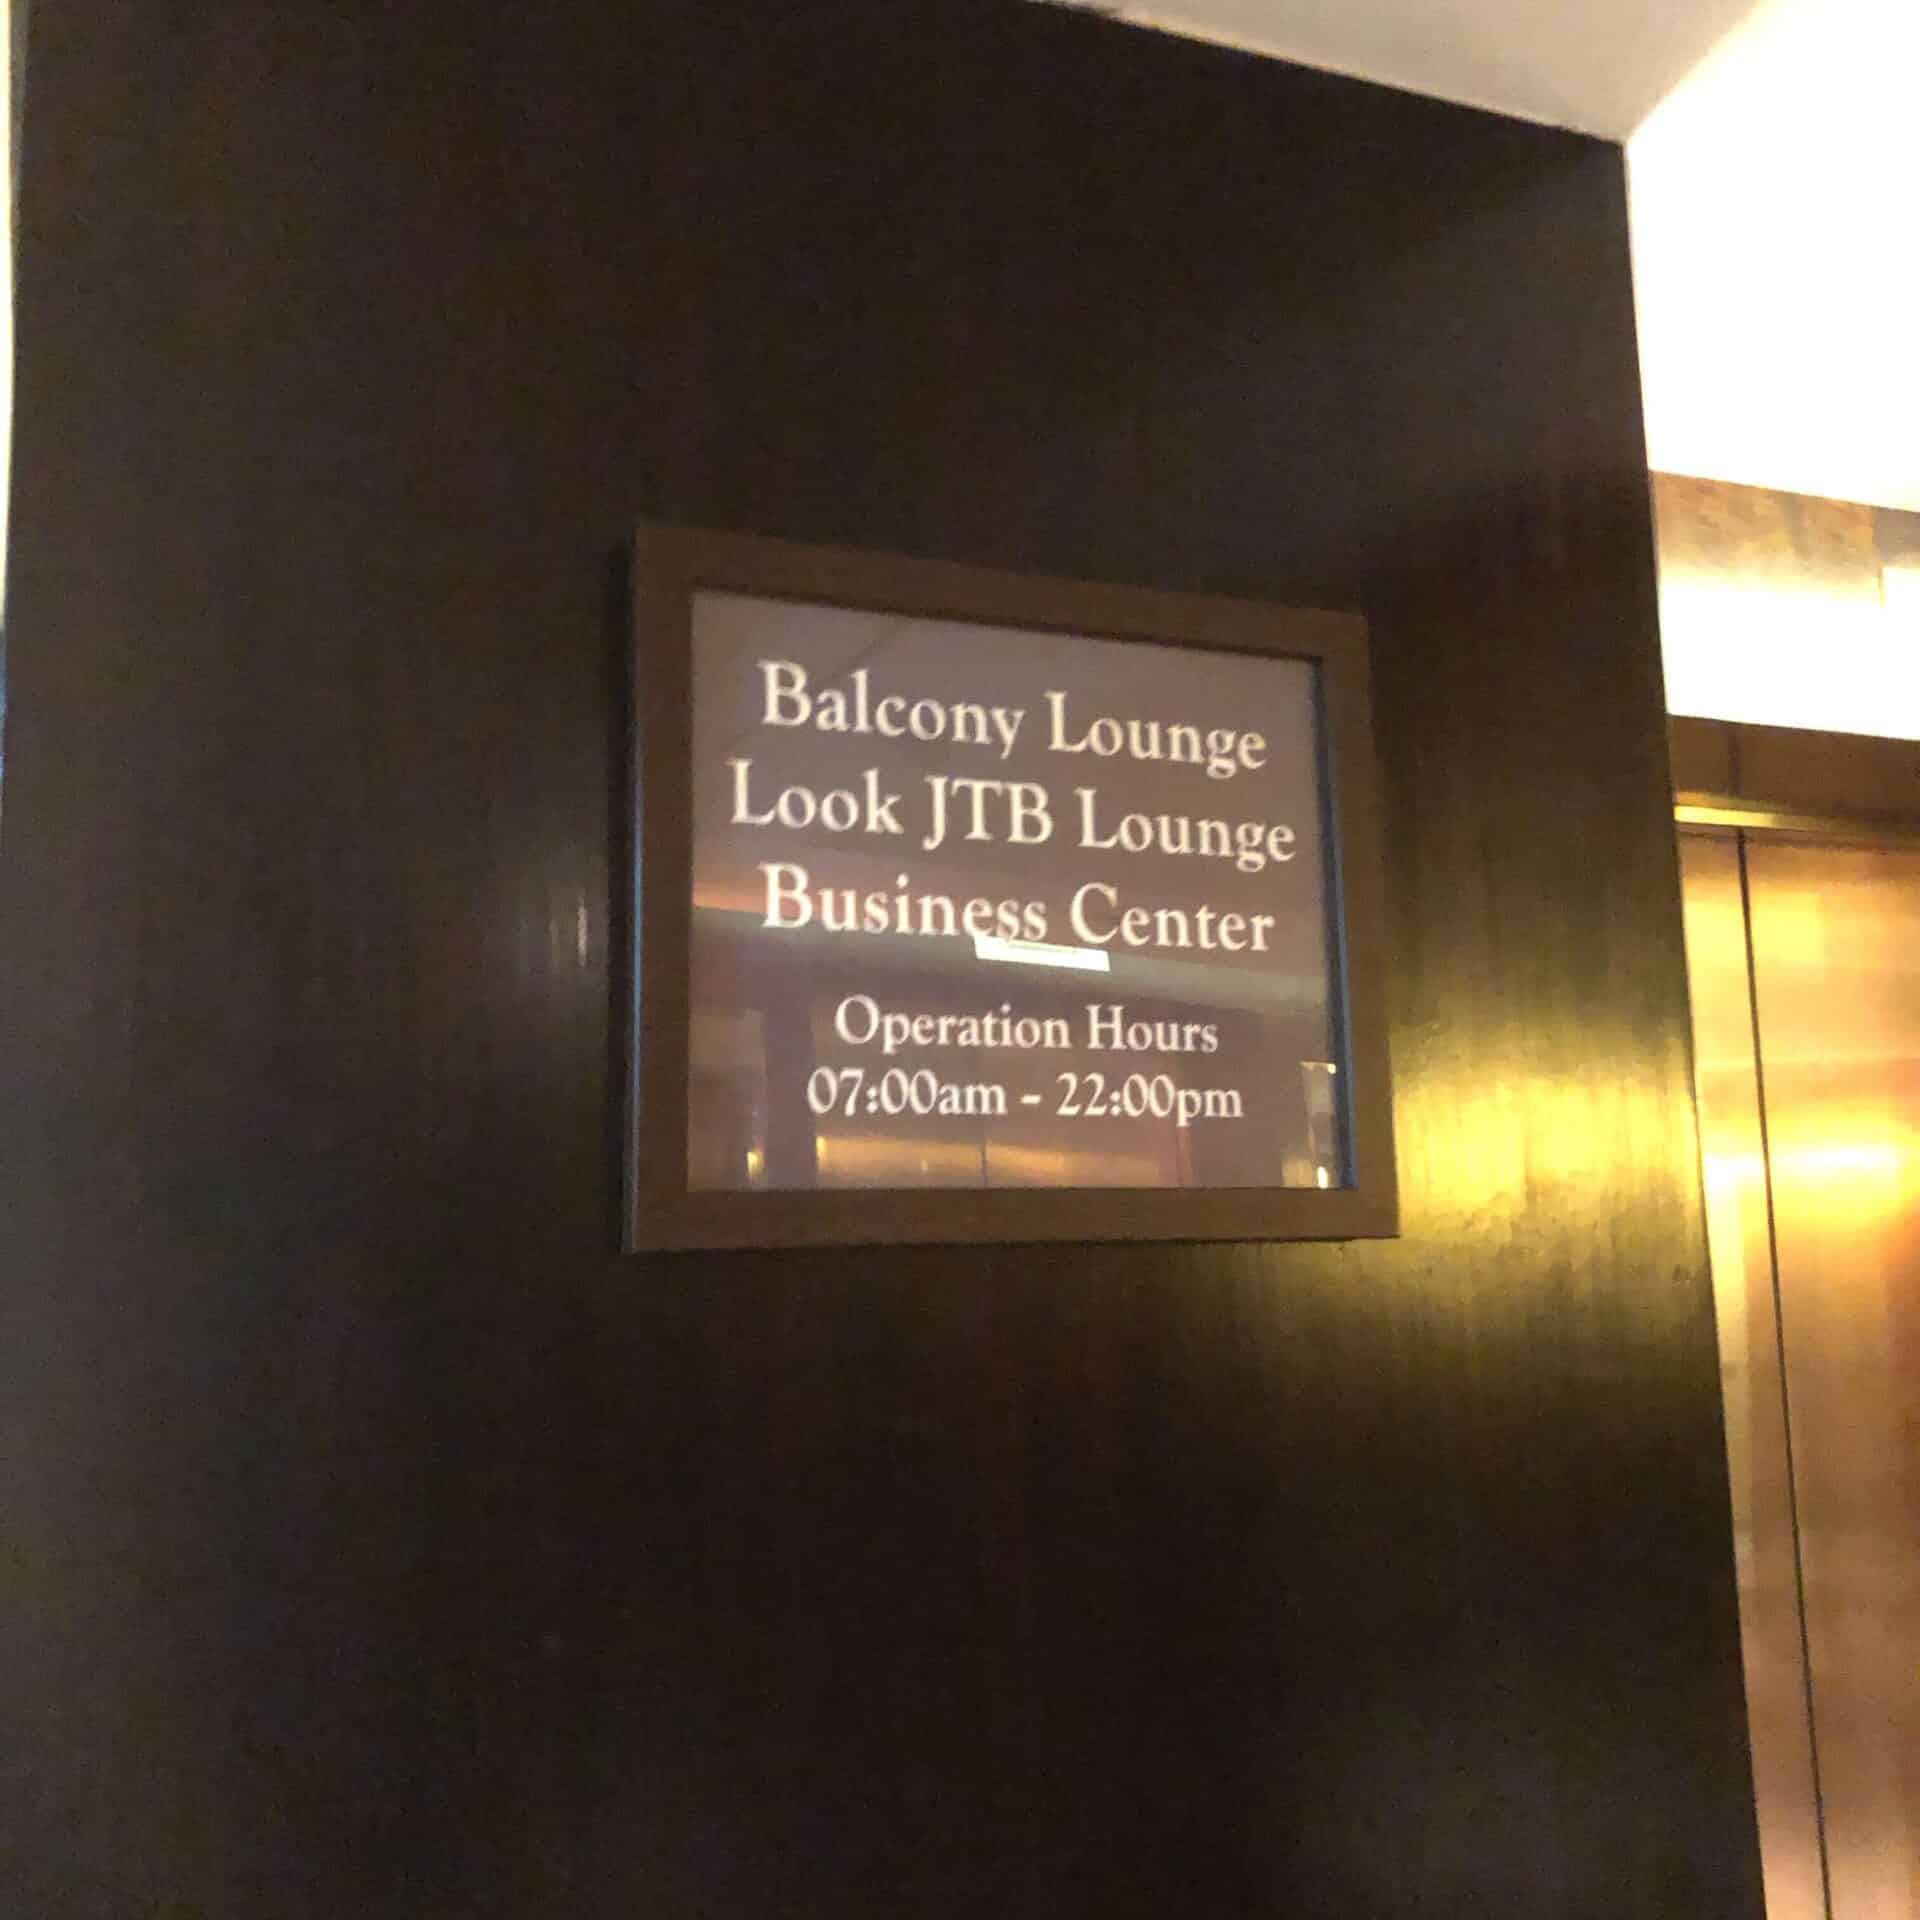 Balcony Lounge
Look JTB Lounge
Business Center
Operation Hours
07:00am - 22:00pm